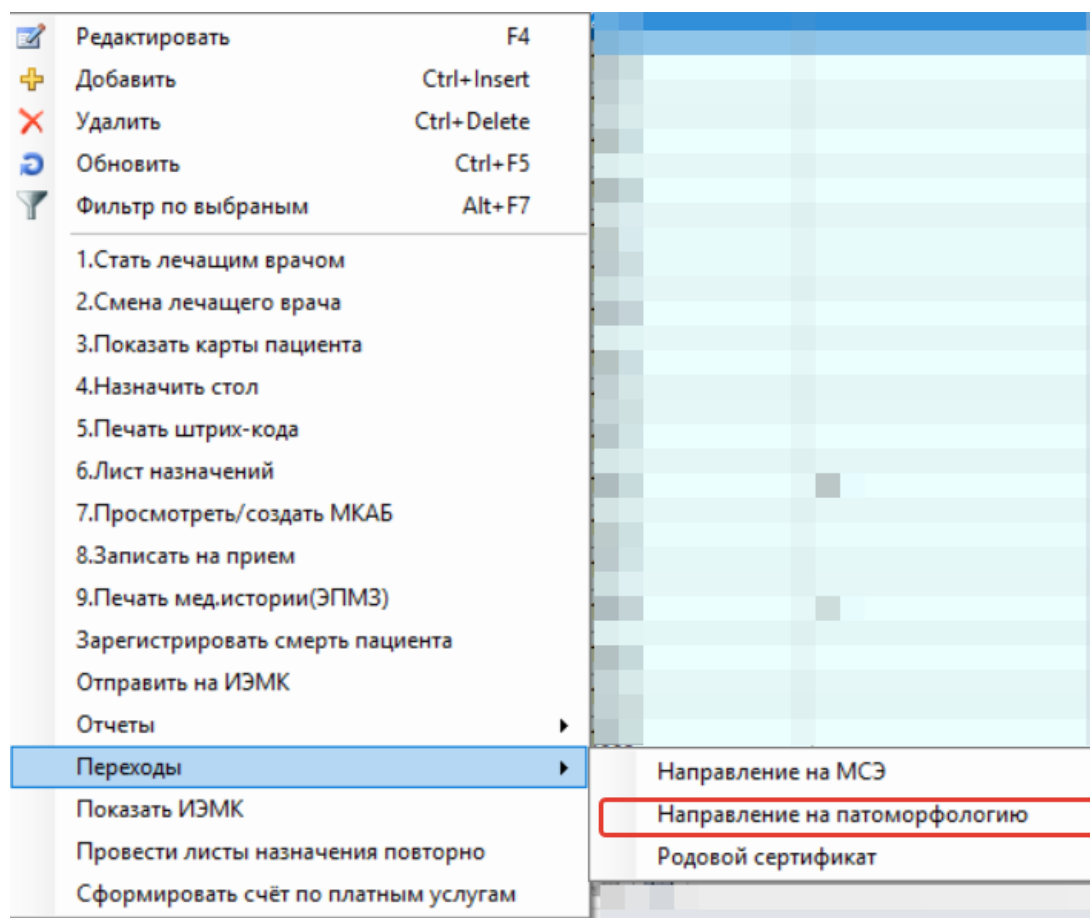 Редактировать F4
Добавить Ctrl+Insert
Удалить Ctrl+Delete
Обновить Ctrl+F5
Фильтр по выбраным Alt+F7
1.Стать лечащим врачом
2.Смена лечащего врача
3.Показать карты пациента
4.Назначить стол
5.Печать штрих-кода
6.Лист назначений
7.Просмотреть/создать МКАБ
8.Записать на прием
9.Печать мед.истории(ЭПМЗ)
Зарегистрировать смерть пациента
Отправить на ИЭМК
Отчеты
Переходы
Показать ИЭМК
Провести листы назначения повторно
Сформировать счёт по платным услугам
Направление на МСЭ
Направление на патоморфологию
Родовой сертификат